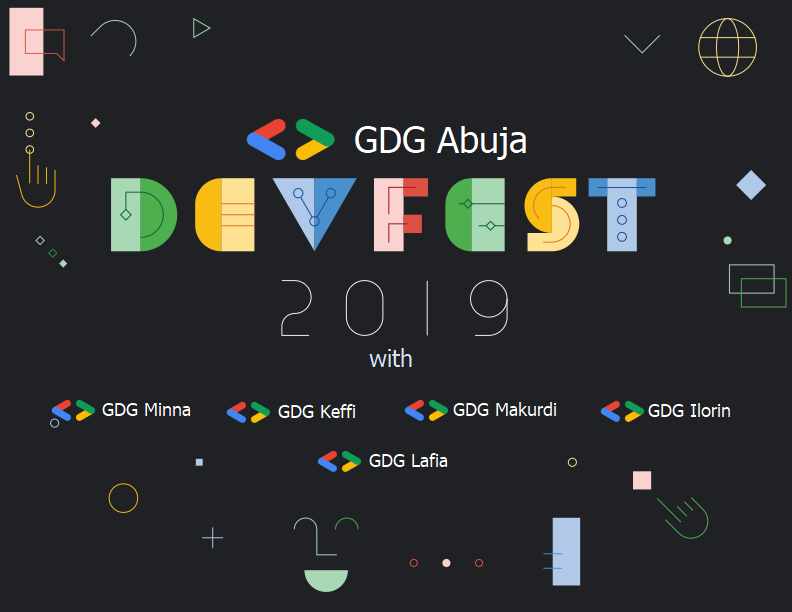 GDG Abuja
DEVFEST
2019
with
GDG Minna
GDG Keffi
GDG Makurdi
GDG Ilorin
GDG Lafia